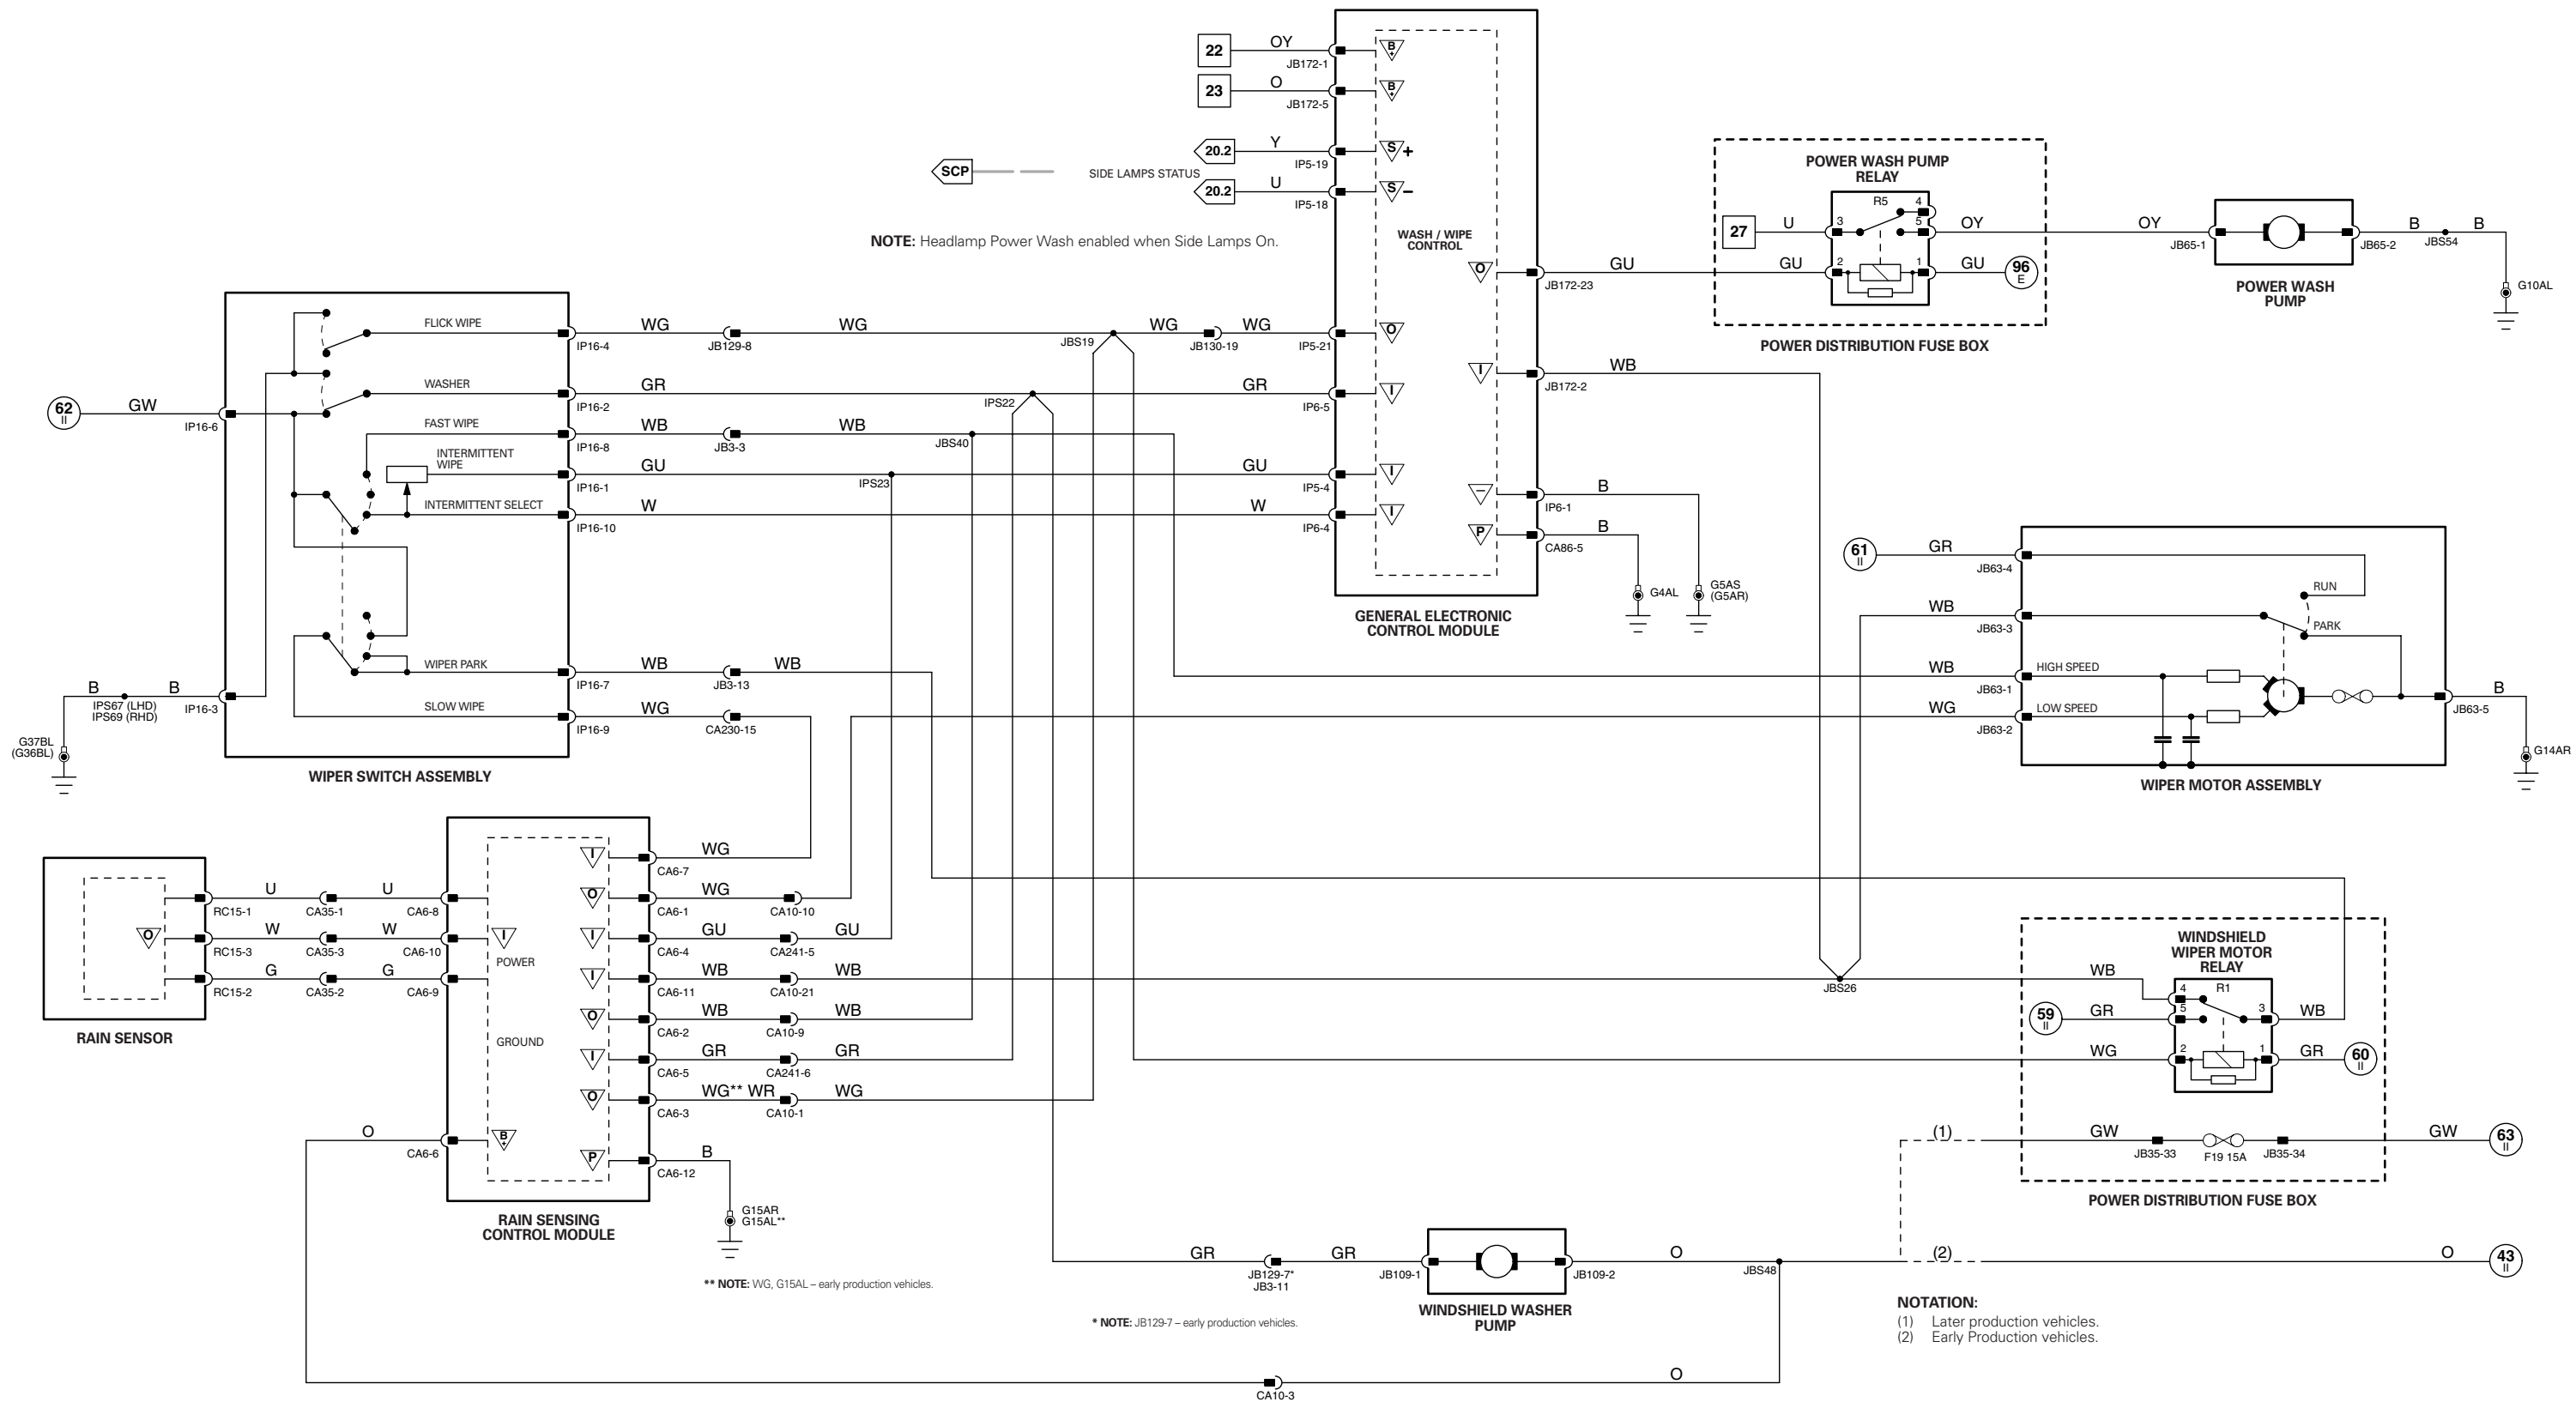 22
OY
JB172-1
B
+
23
O
JB172-5
B
+
20.2
Y
IP5-19
S
+
SCP
SIDE LAMPS STATUS
20.2
U
IP5-18
S
–
NOTE: Headlamp Power Wash enabled when Side Lamps On.
WASH / WIPE
CONTROL
O
JB172-23
GU
GU
GU
96
E
POWER WASH PUMP
RELAY
R5
27
U
3
4
5
2
1
OY
OY
JB65-1
JB65-2
B
JBS54
B
G10AL
POWER WASH
PUMP
POWER DISTRIBUTION FUSE BOX
FLICK WIPE
IP16-4
WG
JB129-8
WG
JBS19
WG
JB130-19
WG
IP5-21
O
WASHER
IP16-2
GR
IPS22
GR
IP6-5
I
I
JB172-2
WB
62
II
GW
IP16-6
FAST WIPE
IP16-8
WB
JB3-3
WB
JBS40
INTERMITTENT
WIPE
IP16-1
GU
IPS23
GU
IP5-4
I
INTERMITTENT SELECT
IP16-10
W
W
IP6-4
I
–
IP6-1
B
P
CA86-5
B
G4AL
G5AS
(G5AR)
GENERAL ELECTRONIC
CONTROL MODULE
61
II
GR
JB63-4
RUN
WB
JB63-3
PARK
WB
JB63-1
HIGH SPEED
WG
JB63-2
LOW SPEED
JB63-5
B
G14AR
WIPER MOTOR ASSEMBLY
WIPER PARK
IP16-7
WB
JB3-13
WB
B
IPS67 (LHD)
IPS69 (RHD)
B
IP16-3
SLOW WIPE
IP16-9
WG
CA230-15
G37BL
(G36BL)
WIPER SWITCH ASSEMBLY
I
CA6-7
WG
RC15-1
U
CA35-1
U
CA6-8
O
CA6-1
WG
CA10-10
O
RC15-3
W
CA35-3
W
CA6-10
I
POWER
I
CA6-4
GU
CA241-5
GU
RC15-2
G
CA35-2
G
CA6-9
I
CA6-11
WB
CA10-21
WB
JBS26
RAIN SENSOR
GROUND
O
CA6-2
WB
CA10-9
WB
I
CA6-5
GR
CA241-6
GR
O
CA6-3
WG** WR
CA10-1
WG
O
CA6-6
B
+
P
CA6-12
B
G15AR
G15AL**
RAIN SENSING
CONTROL MODULE
** NOTE: WG, G15AL – early production vehicles.
WINDSHIELD
WIPER MOTOR
RELAY
R1
WB
4
59
II
GR
5
3
WB
WG
2
1
GR
60
II
(1)
GW
JB35-33
F19 15A
JB35-34
GW
63
II
POWER DISTRIBUTION FUSE BOX
GR
JB129-7*
JB3-11
GR
JB109-1
JB109-2
O
JBS48
(2)
O
43
II
WINDSHIELD WASHER
PUMP
* NOTE: JB129-7 – early production vehicles.
NOTATION:
(1) Later production vehicles.
(2) Early Production vehicles.
O
CA10-3